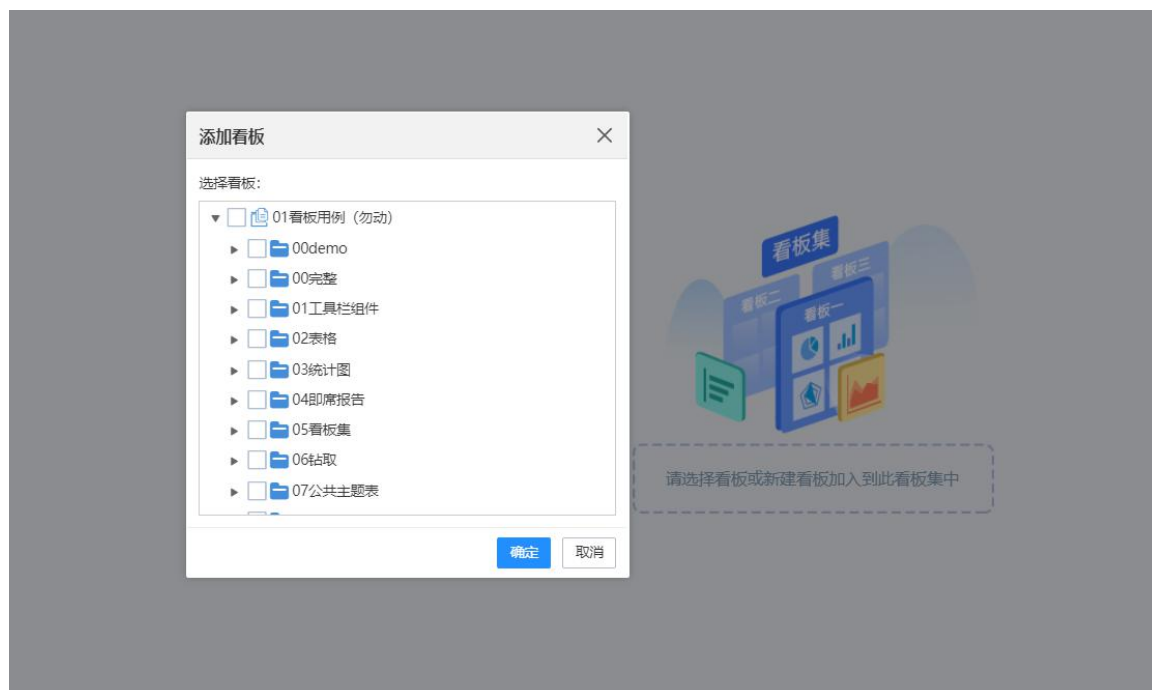 添加看板
选择看板：
01看板用例（勿动）
00demo
00完整
01工具栏组件
02表格
03统计图
04即席报告
05看板集
06钻取
07公共主题表
确定
取消
看板集
看板三
看板二
看板一
请选择看板或新建看板加入到此看板集中